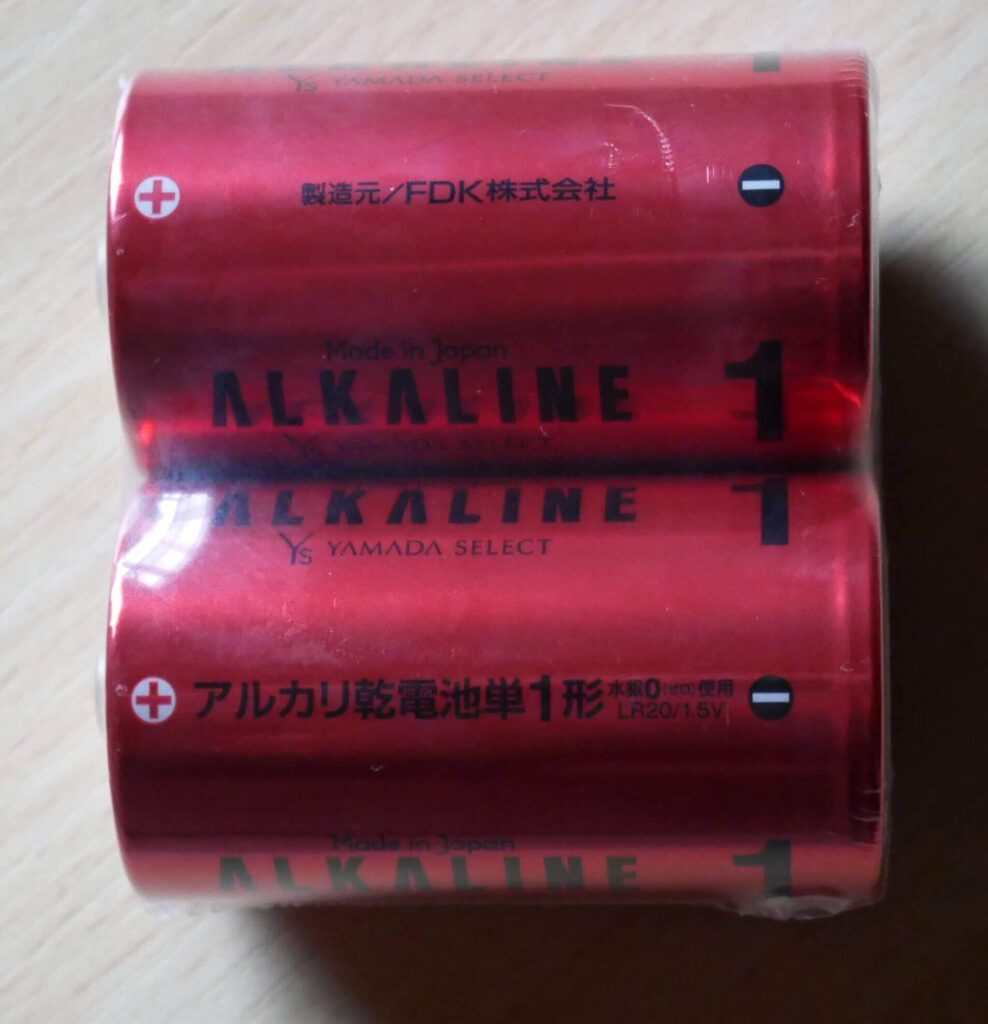 YAMADA SELECT
製造元/FDK株式会社
Made in Japan
ALKALINE 1
YS YAMADA SELECT
ALKALINE 1
YS YAMADA SELECT
アルカリ乾電池単1形 水銀0(ゼロ)使用
LR20/1.5V
Made in Japan
ALKALINE 1